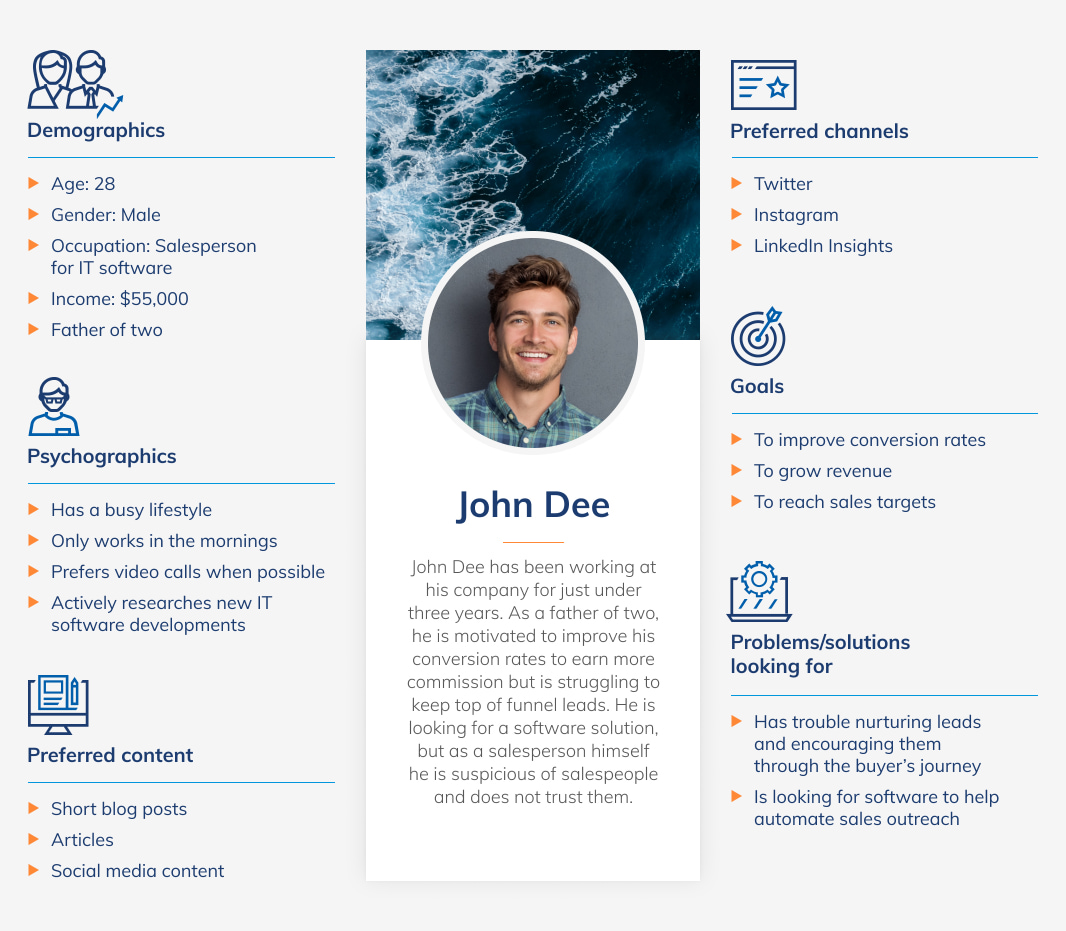 Demographics
Age: 28
Gender: Male
Occupation: Salesperson
for IT software
Income: $55,000
Father of two
Psychographics
Has a busy lifestyle
Only works in the mornings
Prefers video calls when possible
Actively researches new IT
software developments
Preferred content
Short blog posts
Articles
Social media content
John Dee
John Dee has been working at
his company for just under
three years. As a father of two,
he is motivated to improve his
conversion rates to earn more
commission but is struggling to
keep top of funnel leads. He is
looking for a software solution,
but as a salesperson himself
he is suspicious of salespeople
and does not trust them.
Preferred channels
Twitter
Instagram
LinkedIn Insights
Goals
To improve conversion rates
To grow revenue
To reach sales targets
Problems/solutions
looking for
Has trouble nurturing leads
and encouraging them
through the buyer’s journey
Is looking for software to help
automate sales outreach